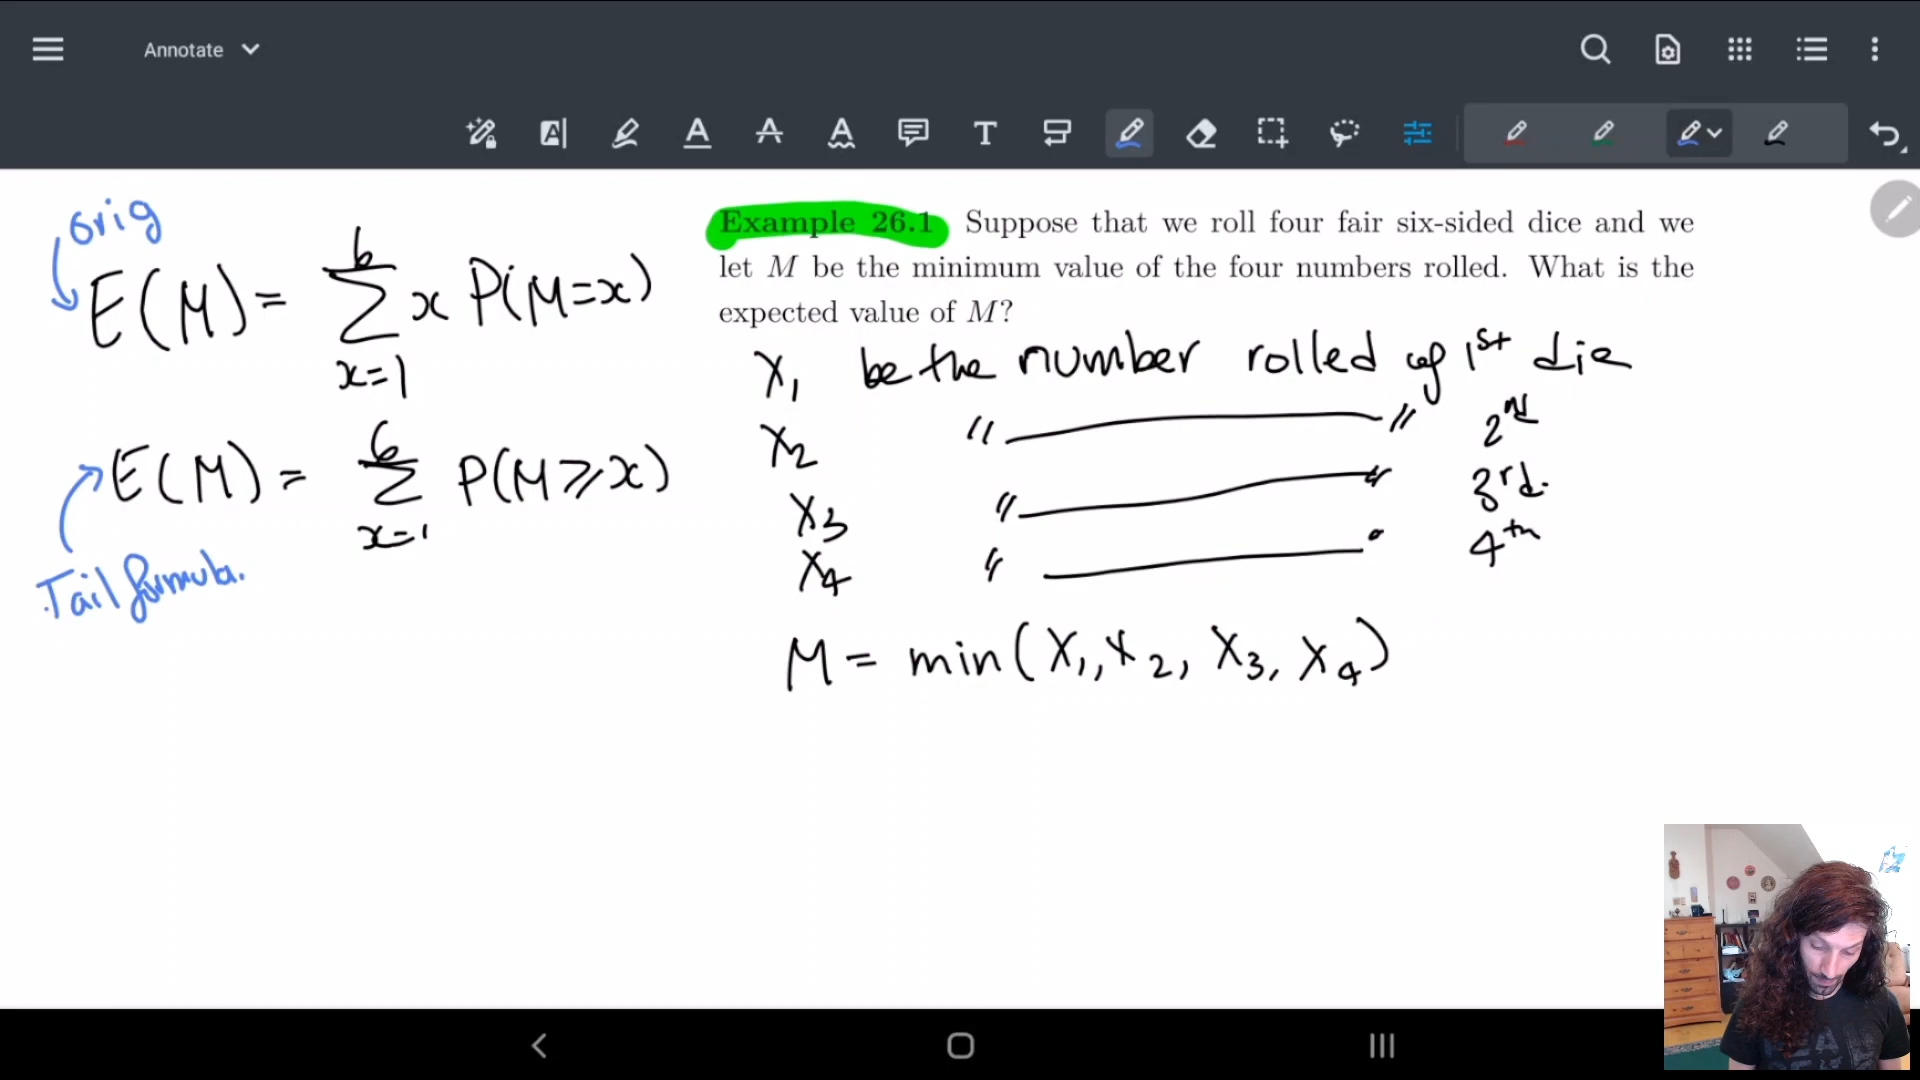 Annotate
orig
E(M) = 6 Σ x=1 x P(M=x)
E(M) = 6 Σ x=1 P(M⩾x)
Tail formula.
Example 26.1 Suppose that we roll four fair six-sided dice and we
let M be the minimum value of the four numbers rolled. What is the
expected value of M?
X₁ be the number rolled of 1st die
X₂ " " 2nd
X₃ " " 3rd.
X₄ " " 4th
M = min(X₁, X₂, X₃, X₄)